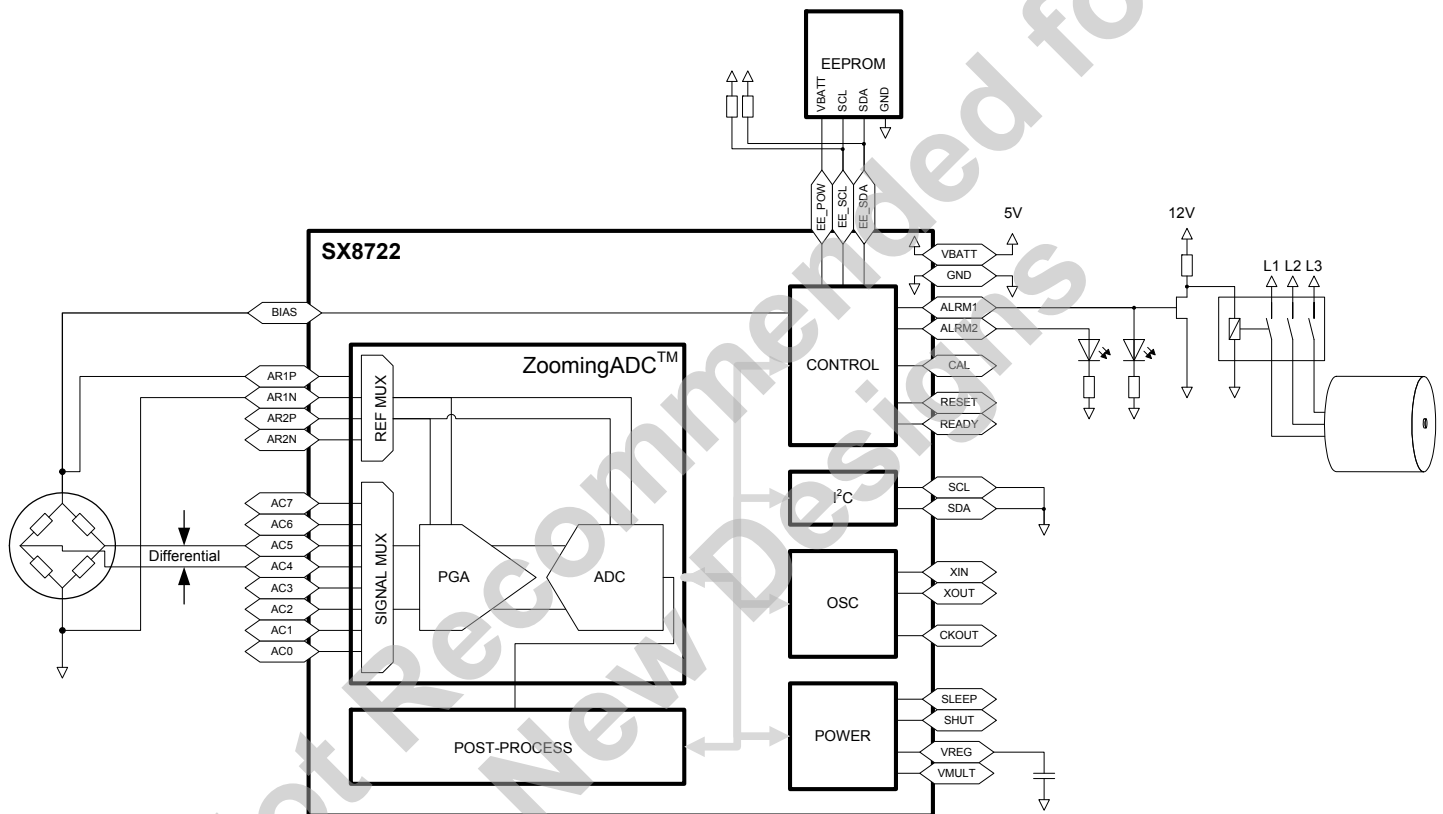 EEPROM
VBATT
SCL
SDA
GND
EE_POW
EE_SCL
EE_SDA
5V
12V
SX8722
VBATT
GND
L1 L2 L3
BIAS
ALRM1
ALRM2
ZoomingADC™
CONTROL
CAL
AR1P
AR1N
AR2P
AR2N
REF MUX
RESET
READY
AC7
AC6
AC5
AC4
AC3
AC2
AC1
AC0
Differential
SIGNAL MUX
PGA
ADC
I²C
SCL
SDA
OSC
XIN
XOUT
CKOUT
POST-PROCESS
POWER
SLEEP
SHUT
VREG
VMULT
Recommended for
New Designs